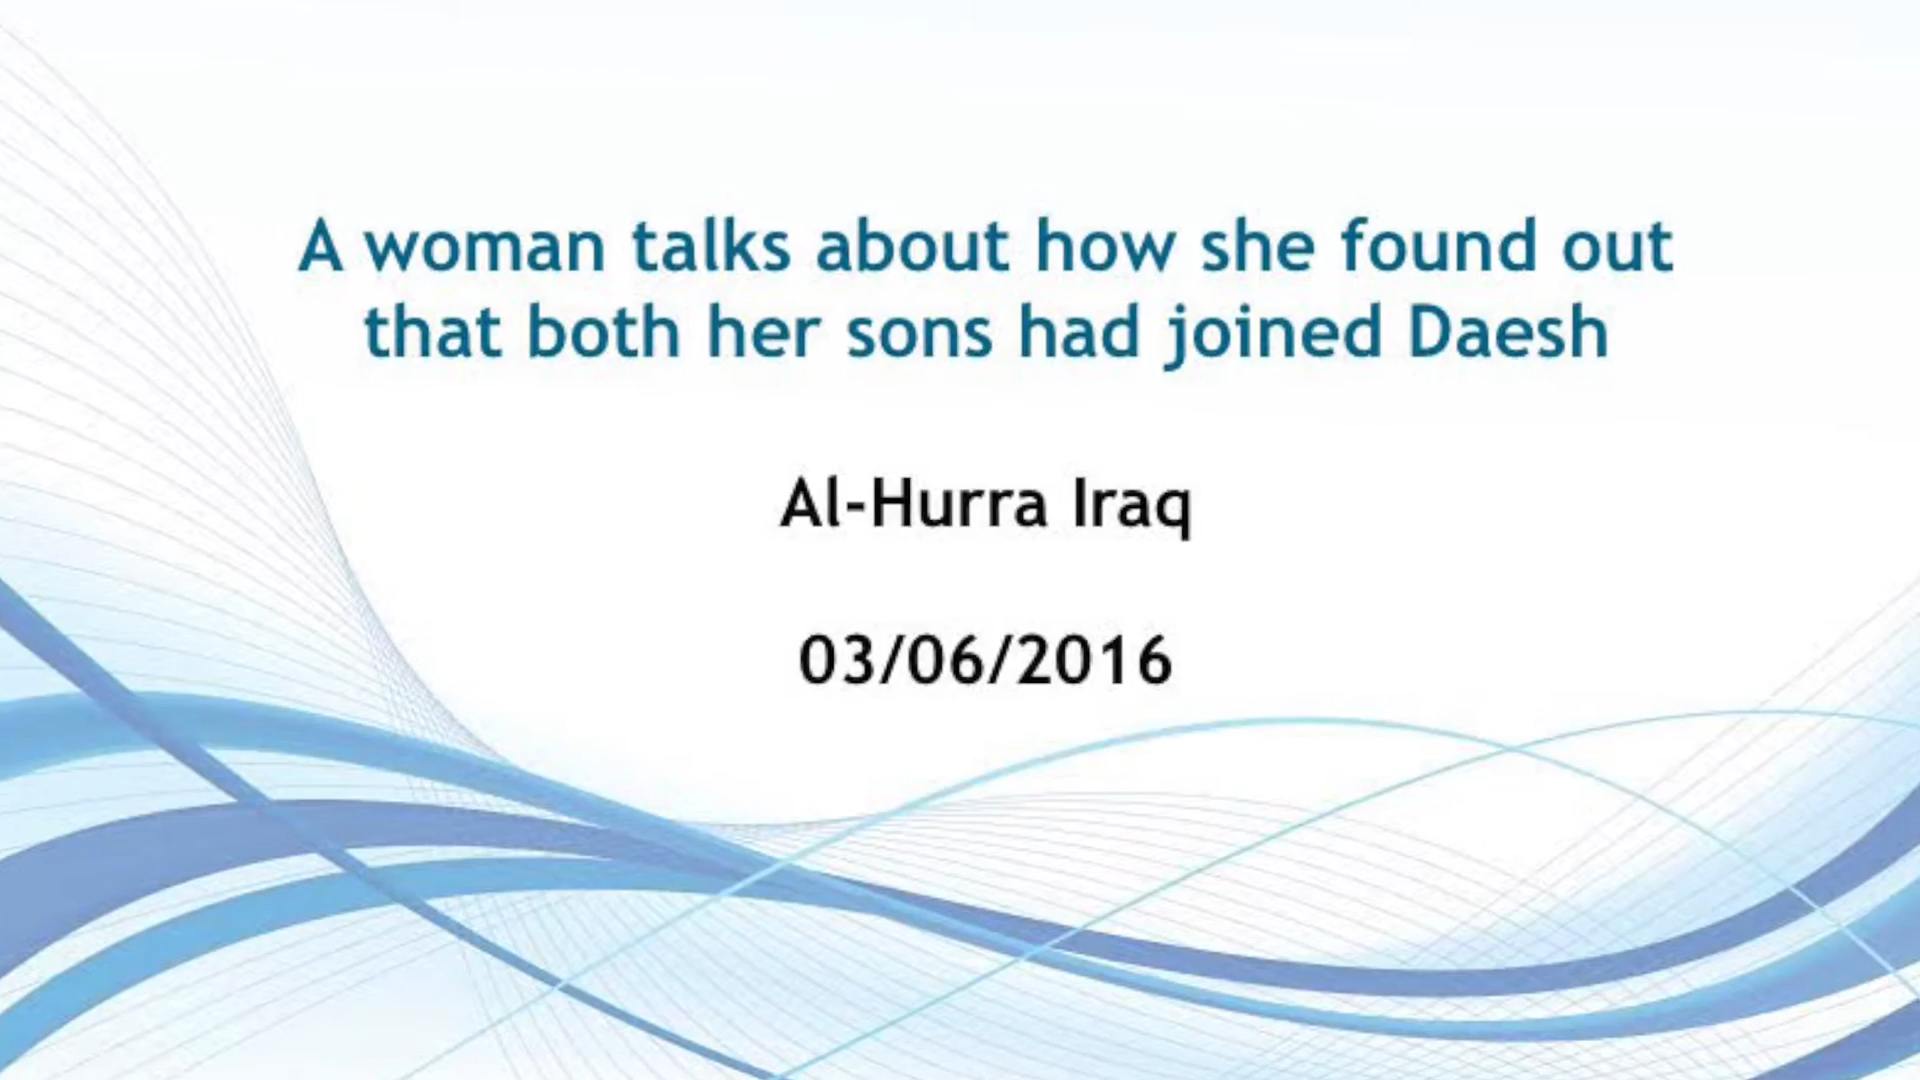 A woman talks about how she found out
that both her sons had joined Daesh
Al-Hurra Iraq
03/06/2016